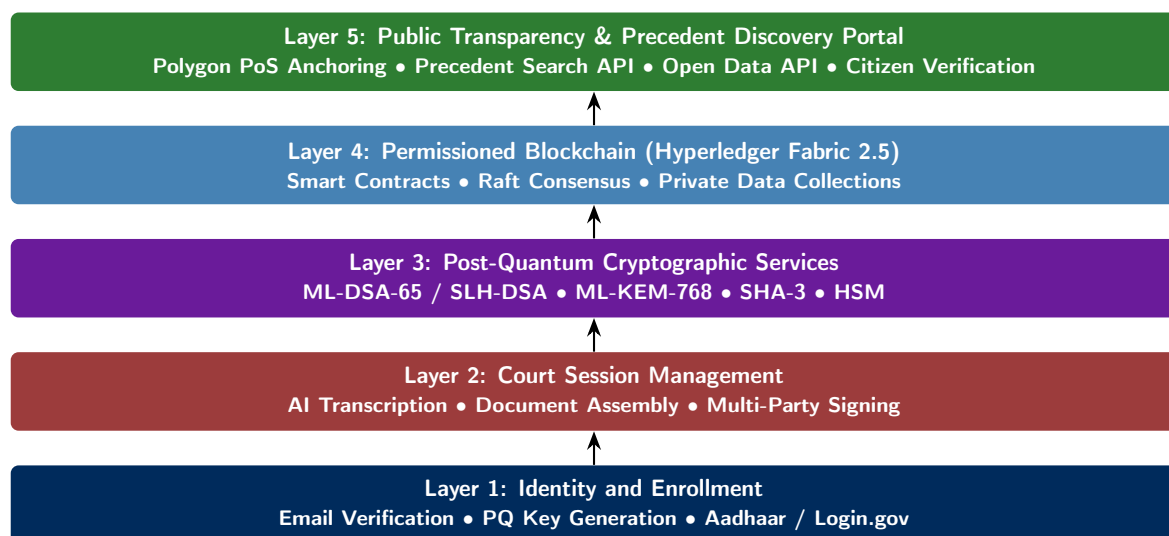 Layer 5: Public Transparency & Precedent Discovery Portal
Polygon PoS Anchoring • Precedent Search API • Open Data API • Citizen Verification
Layer 4: Permissioned Blockchain (Hyperledger Fabric 2.5)
Smart Contracts • Raft Consensus • Private Data Collections
Layer 3: Post-Quantum Cryptographic Services
ML-DSA-65 / SLH-DSA • ML-KEM-768 • SHA-3 • HSM
Layer 2: Court Session Management
AI Transcription • Document Assembly • Multi-Party Signing
Layer 1: Identity and Enrollment
Email Verification • PQ Key Generation • Aadhaar / Login.gov